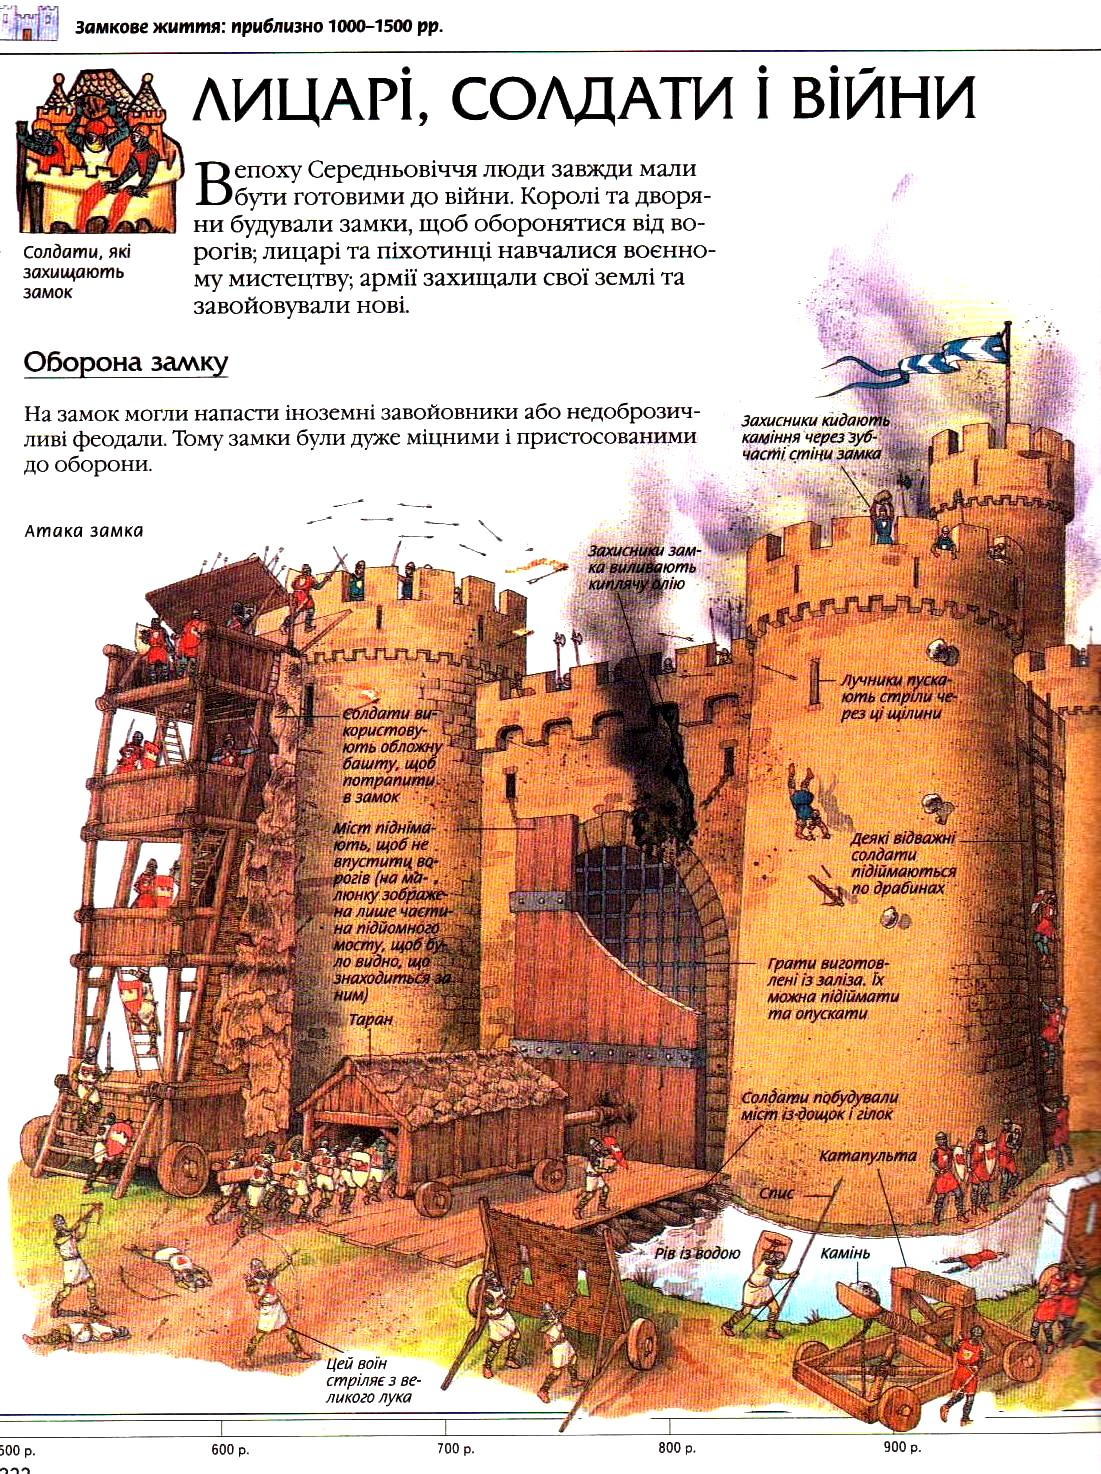 Замкове життя: приблизно 1000–1500 рр.
ЛИЦАРІ, СОЛДАТИ І ВІЙНИ
Солдати, які
захищають
замок
В епоху Середньовіччя люди завжди мали
бути готовими до війни. Королі та дворя-
ни будували замки, щоб оборонятися від во-
рогів; лицарі та піхотинці навчалися воєнно-
му мистецтву; армії захищали свої землі та
завойовували нові.
Оборона замку
На замок могли напасти іноземні завойовники або недоброзич-
ливі феодали. Тому замки були дуже міцними і пристосованими
до оборони.
Атака замка
Захисники кидають
каміння через зуб-
часті стіни замка
Захисники зам-
ка виливають
киплячу олію
Лучники пуска-
ють стріли че-
рез ці щілини
Солдати ви-
користову-
ють обложну
башту, щоб
потрапити
в замок
Міст підніма-
ють, щоб не
впустити во-
рогів (на ма-
люнку зображе-
на лише части-
на підйомного
мосту, щоб бу-
ло видно, що
знаходиться за
ним)
Деякі відважні
солдати
підіймаються
по драбинах
Грати виготов-
лені із заліза. Їх
можна підіймати
та опускати
Таран
Солдати побудували
міст із дощок і гілок
Катапульта
Спис
Рів із водою
Камінь
Цей воїн
стріляє з ве-
ликого лука
500 р.
600 р.
700 р.
800 р.
900 р.